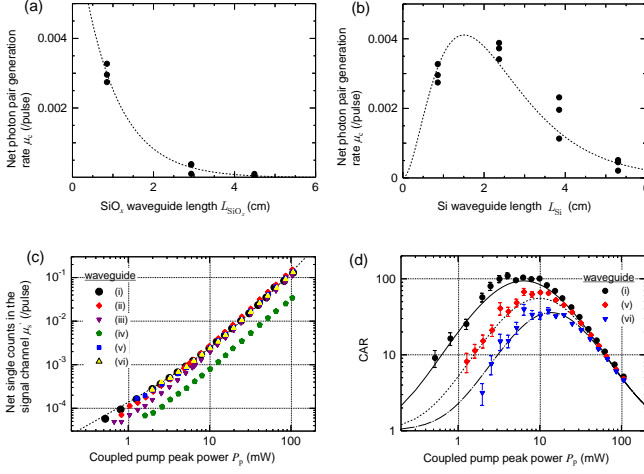 (a)
Net photon pair generation
rate μc (/pulse)
0.004
0.002
0
2
4
6
SiOx waveguide length LSiOx (cm)
(b)
Net photon pair generation
rate μc (/pulse)
0.004
0.002
0
2
4
Si waveguide length LSi (cm)
(c)
Net single counts in the
signal channel μs (/pulse)
10-1
10-2
10-3
10-4
waveguide
(i)
(ii)
(iii)
(iv)
(v)
(vi)
1
10
100
Coupled pump peak power Pp (mW)
(d)
CAR
100
10
1
waveguide
(i)
(v)
(vi)
1
10
100
Coupled pump peak power Pp (mW)